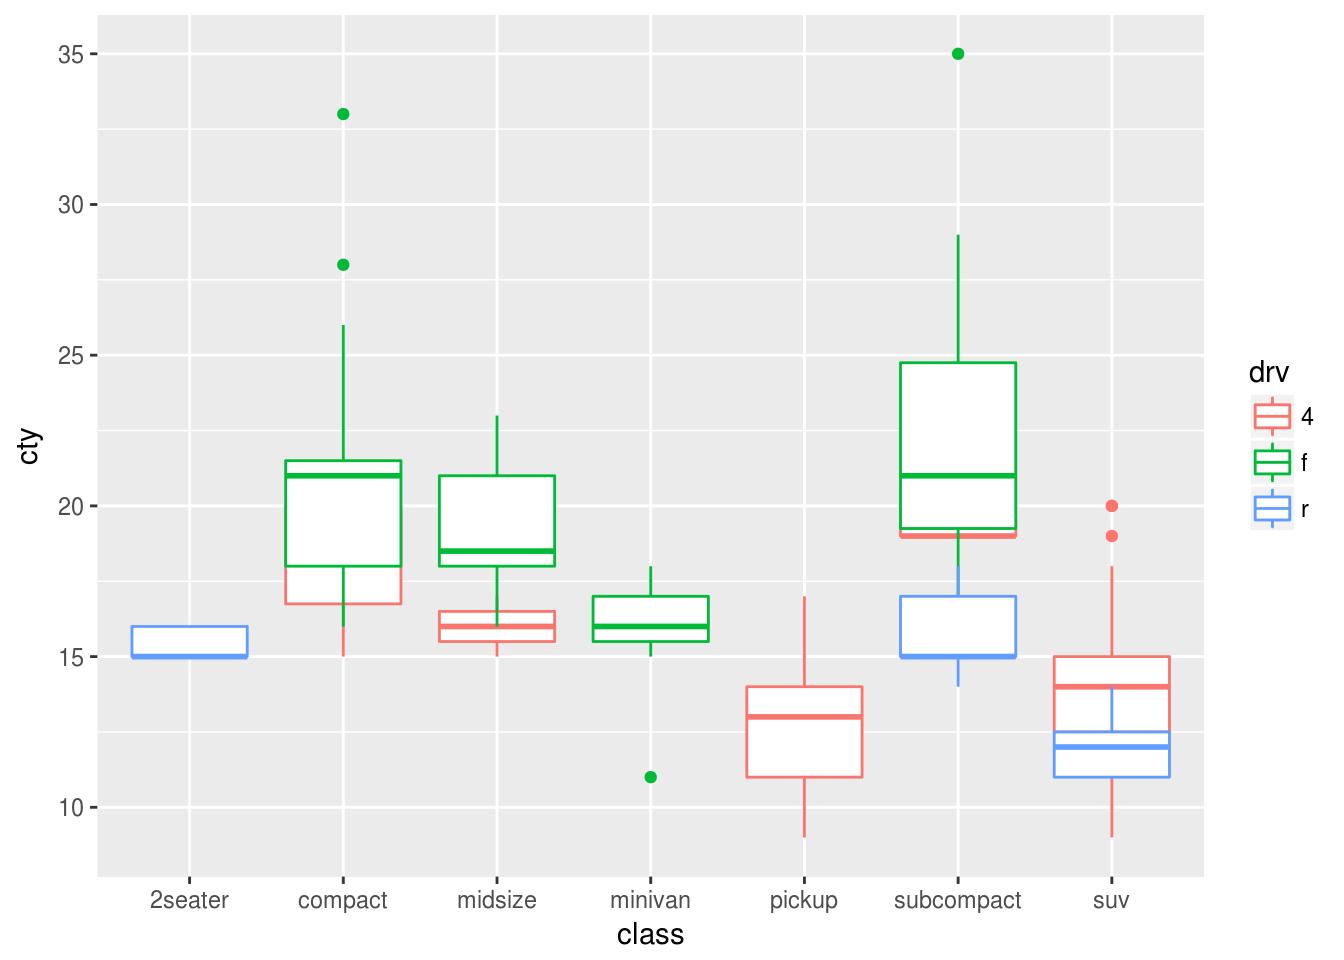 35
30
25
20
15
10
cty
2seater compact midsize minivan pickup subcompact suv
class
drv
4
f
r